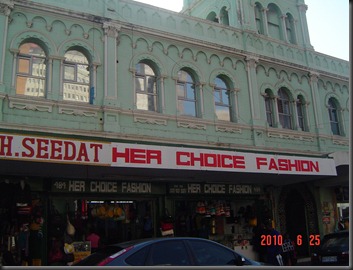 H. SEEDAT HER CHOICE FASHION
HER CHOICE FASHION
HER CHOICE FASHION
2010 6 25